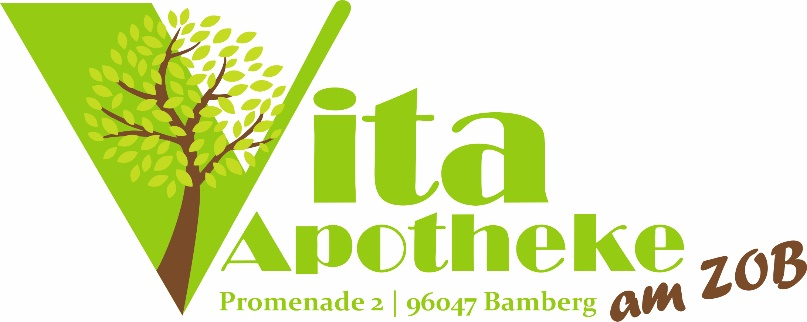 Vita
Apotheke
am ZOB
Promenade 2 | 96047 Bamberg